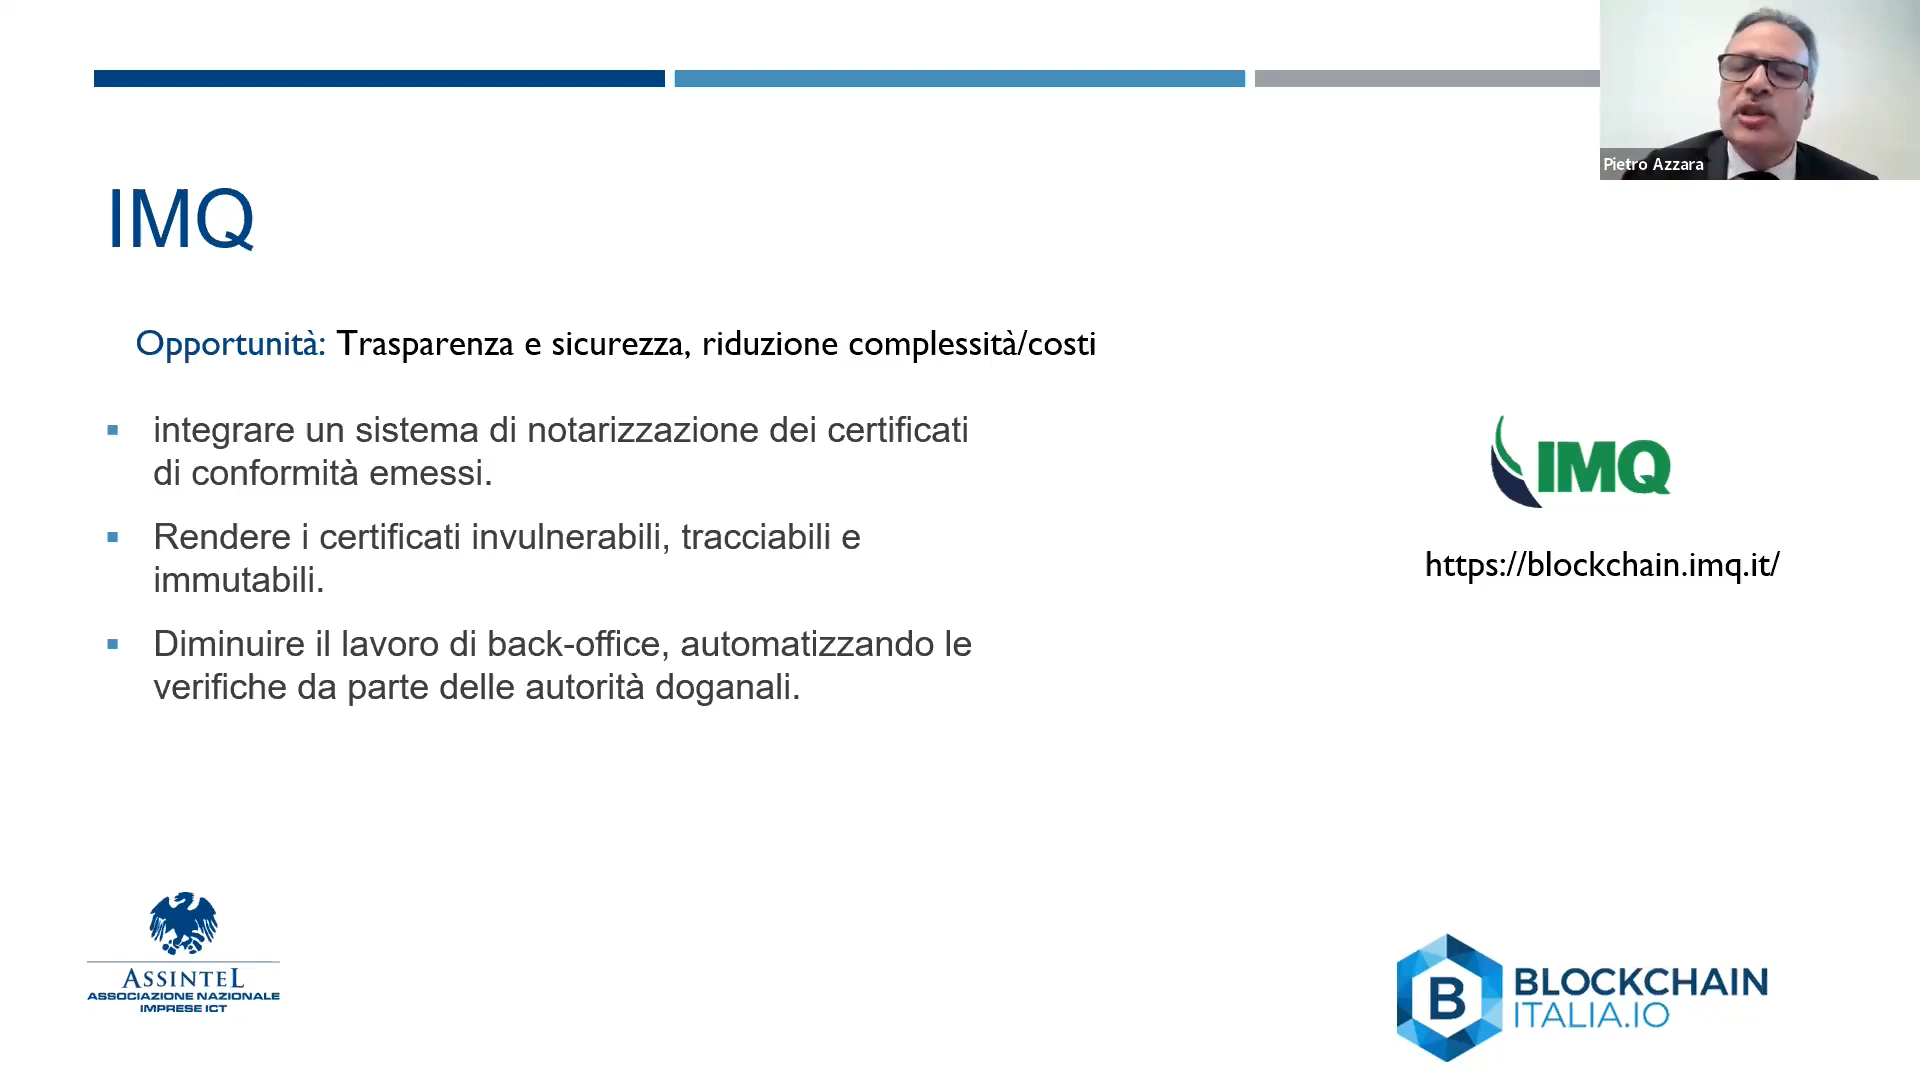 Pietro Azzara
IMQ
Opportunità: Trasparenza e sicurezza, riduzione complessità/costi
integrare un sistema di notarizzazione dei certificati
di conformità emessi.
Rendere i certificati invulnerabili, tracciabili e
immutabili.
Diminuire il lavoro di back-office, automatizzando le
verifiche da parte delle autorità doganali.
IMQ
https://blockchain.imq.it/
ASSINTEL
ASSOCIAZIONE NAZIONALE
IMPRESE ICT
B
BLOCKCHAIN
ITALIA.IO